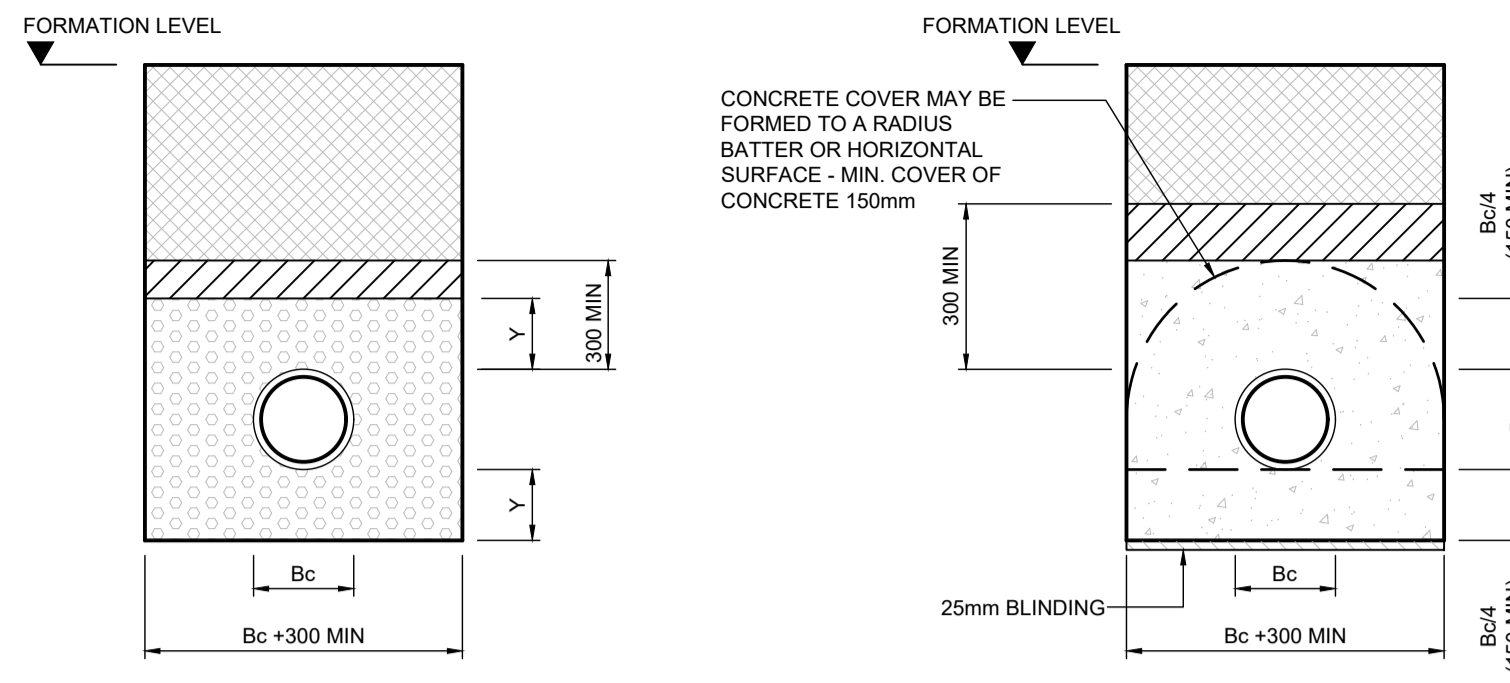 FORMATION LEVEL
Y
300 MIN
Y
Bc
Bc +300 MIN
FORMATION LEVEL
CONCRETE COVER MAY BE
FORMED TO A RADIUS
BATTER OR HORIZONTAL
SURFACE - MIN. COVER OF
CONCRETE 150mm
300 MIN
Bc/4
25mm BLINDING
Bc
Bc +300 MIN
Bc/4